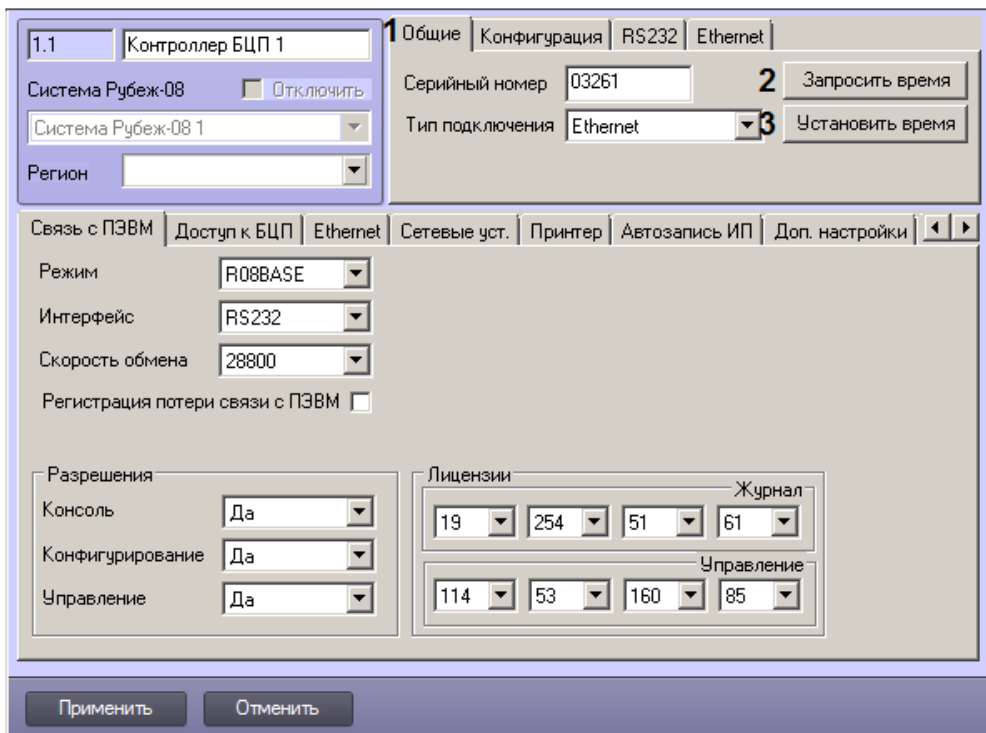 1.1 Контроллер БЦП 1
Система Рубеж-08 Отключить
Система Рубеж-08 1
Регион
1 Общие Конфигурация RS232 Ethernet
Серийный номер 03261 2 Запросить время
Тип подключения Ethernet 3 Установить время
Связь с ПЭВМ Доступ к БЦП Ethernet Сетевые уст. Принтер Автозапись ИП Доп. настройки
Режим R08BASE
Интерфейс RS232
Скорость обмена 28800
Регистрация потери связи с ПЭВМ
Разрешения
Консоль Да
Конфигурирование Да
Управление Да
Лицензии
Журнал
19 254 51 61
Управление
114 53 160 85
Применить Отменить